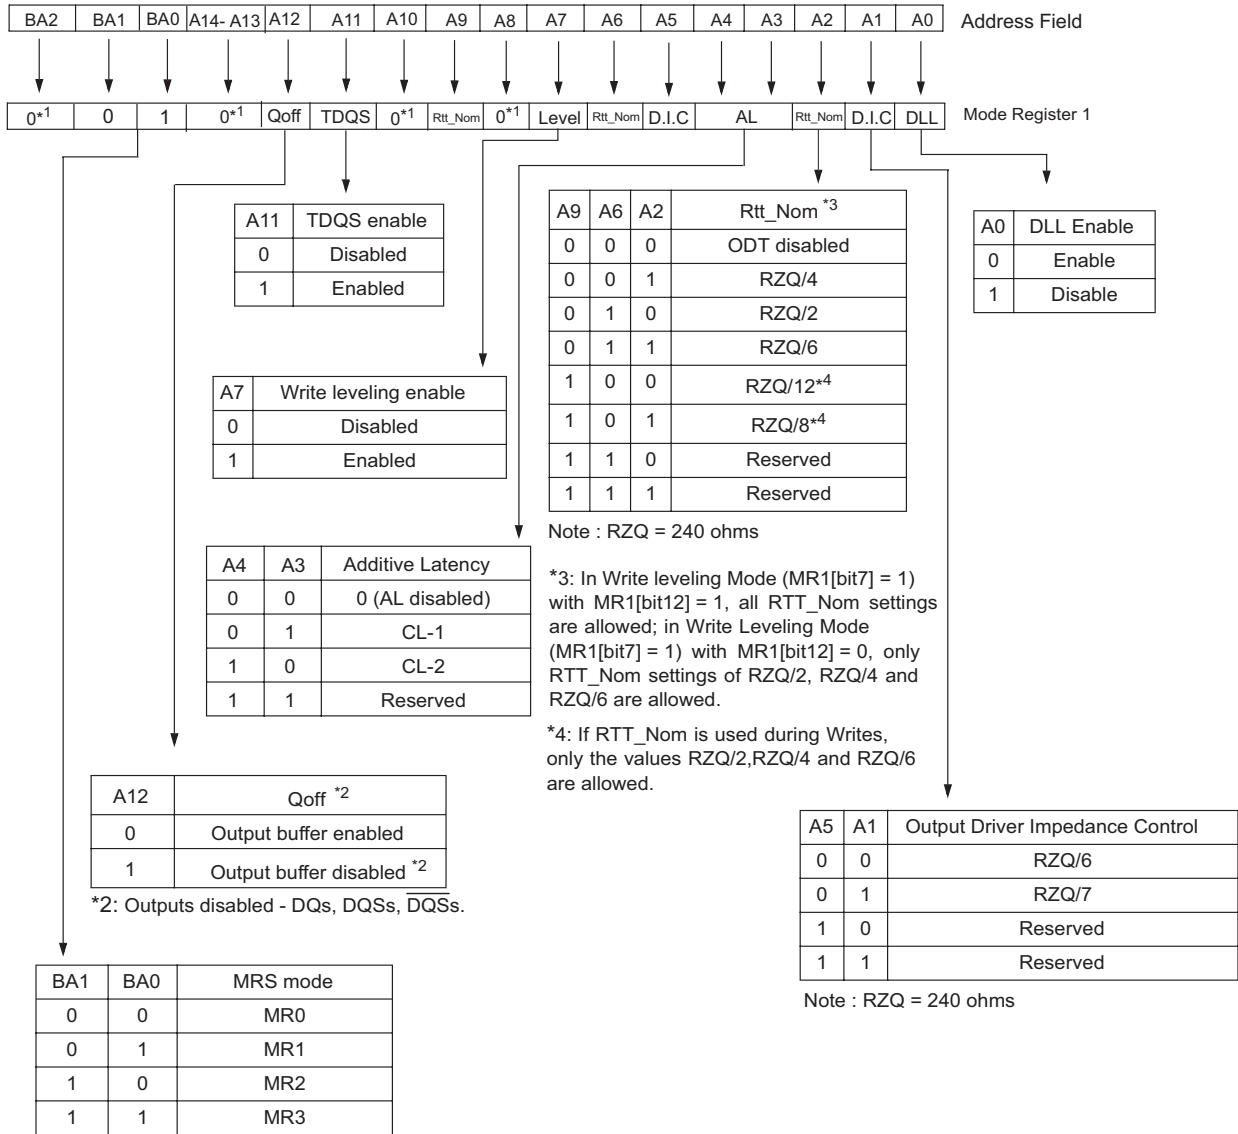 BA2 BA1 BA0 A14- A13 A12 A11 A10 A9 A8 A7 A6 A5 A4 A3 A2 A1 A0 Address Field
0*1 0 1 0*1 Qoff TDQS 0*1 Rtt_Nom 0*1 Level Rtt_Nom D.I.C AL Rtt_Nom D.I.C DLL Mode Register 1
A11 TDQS enable
0 Disabled
1 Enabled
A9 A6 A2 Rtt_Nom *3
0 0 0 ODT disabled
0 0 1 RZQ/4
0 1 0 RZQ/2
0 1 1 RZQ/6
1 0 0 RZQ/12*4
1 0 1 RZQ/8*4
1 1 0 Reserved
1 1 1 Reserved
Note : RZQ = 240 ohms
*3: In Write leveling Mode (MR1[bit7] = 1)
with MR1[bit12] = 1, all RTT_Nom settings
are allowed; in Write Leveling Mode
(MR1[bit7] = 1) with MR1[bit12] = 0, only
RTT_Nom settings of RZQ/2, RZQ/4 and
RZQ/6 are allowed.
*4: If RTT_Nom is used during Writes,
only the values RZQ/2,RZQ/4 and RZQ/6
are allowed.
A0 DLL Enable
0 Enable
1 Disable
A7 Write leveling enable
0 Disabled
1 Enabled
A4 A3 Additive Latency
0 0 0 (AL disabled)
0 1 CL-1
1 0 CL-2
1 1 Reserved
A12 Qoff *2
0 Output buffer enabled
1 Output buffer disabled *2
*2: Outputs disabled - DQs, DQSs, D̅Q̅S̅s.
A5 A1 Output Driver Impedance Control
0 0 RZQ/6
0 1 RZQ/7
1 0 Reserved
1 1 Reserved
Note : RZQ = 240 ohms
BA1 BA0 MRS mode
0 0 MR0
0 1 MR1
1 0 MR2
1 1 MR3